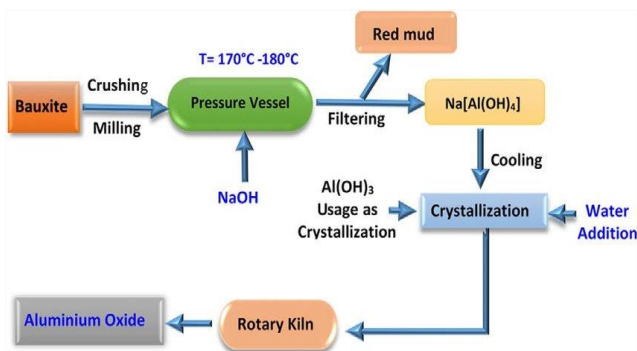 Red mud
T= 170°C -180°C
Crushing
Bauxite
Milling
Pressure Vessel
Filtering
Na[Al(OH)₄]
NaOH
Cooling
Al(OH)₃
Usage as
Crystallization
Crystallization
Water
Addition
Aluminium Oxide
Rotary Kiln